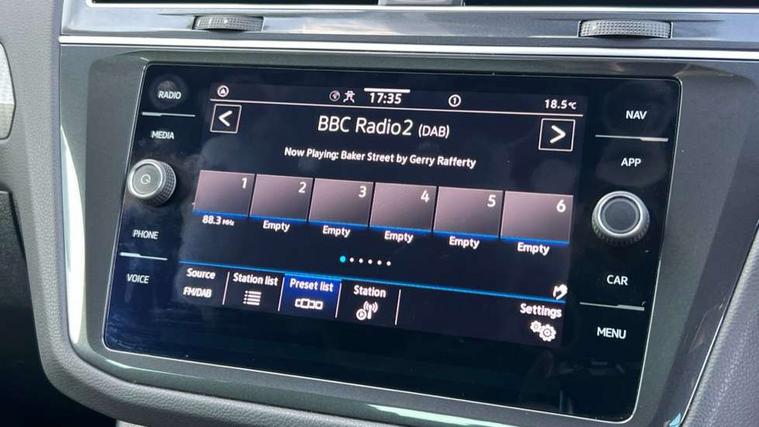 RADIO
MEDIA
PHONE
VOICE
17:35
18.5°C
BBC Radio2 (DAB)
Now Playing: Baker Street by Gerry Rafferty
1 2 3 4 5 6
88.3 MHz Empty Empty Empty Empty Empty
Source
FM/DAB
Station list
Preset list
Station
Settings
NAV
APP
CAR
MENU